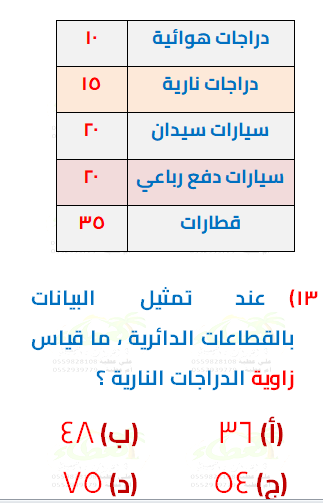 دراجات هوائية ١٠
دراجات نارية ١٥
سيارات سيدان ٢٠
سيارات دفع رباعي ٢٠
قطارات ٣٥
١٣) عند تمثيل البيانات
بالقطاعات الدائرية ، ما قياس
زاوية الدراجات النارية ؟
(أ) ٣٦ (ب) ٤٨
(ج) ٥٤ (د) ٧٥